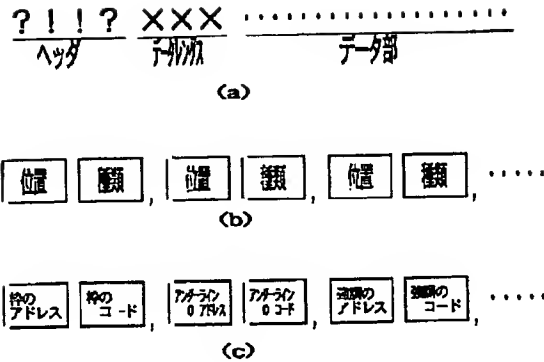 ? ! ! ? ××× ······················
ヘッダ データレングス データ部
(a)
位置 種類 , 位置 種類 , 位置 種類 , ·····
(b)
枠の アンダーライン アンダーライン 強調の 強調の
アドレス コード , の アドレス の コード , アドレス コード , ·····
(c)